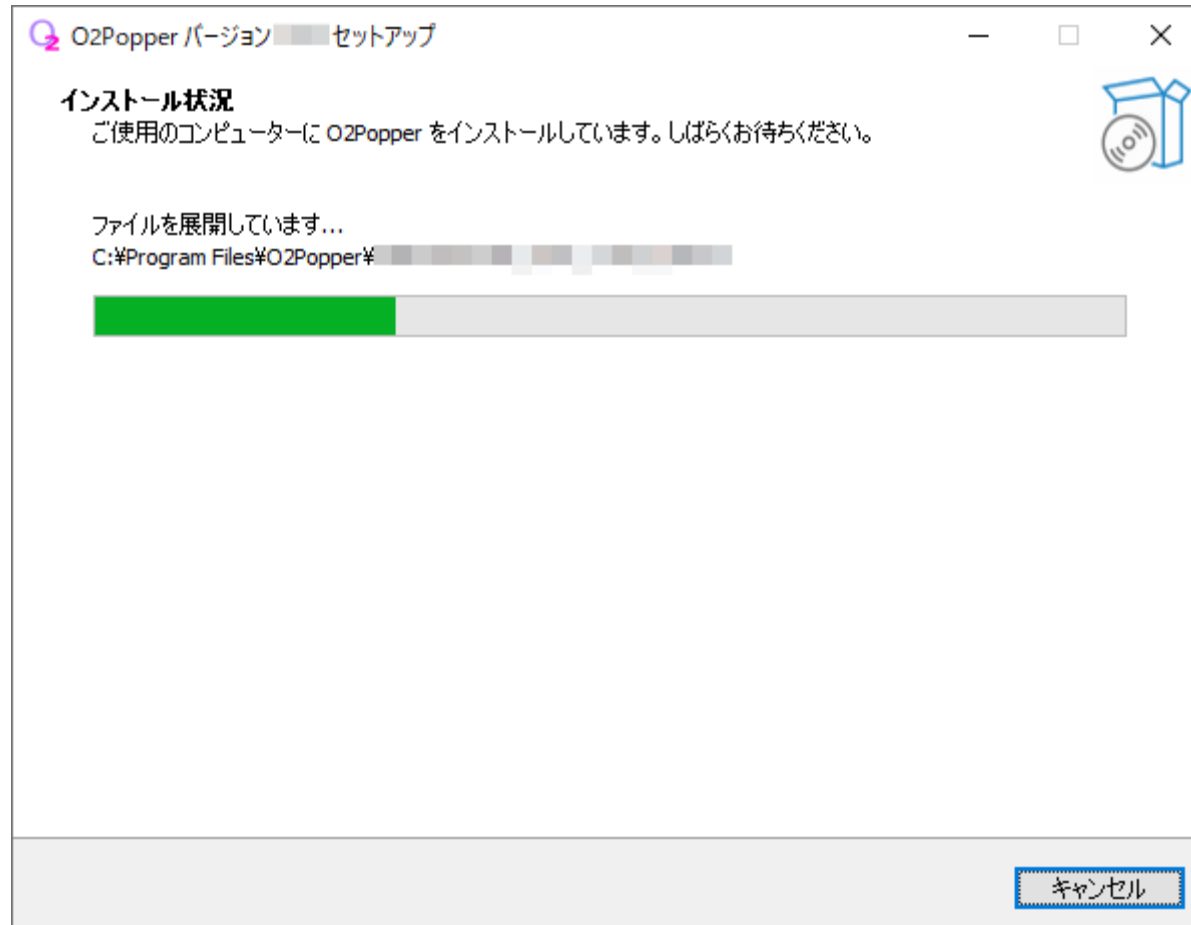 O2Popper バージョン セットアップ
インストール状況
ご使用のコンピューターに O2Popper をインストールしています。しばらくお待ちください。
ファイルを展開しています...
C:¥Program Files¥O2Popper¥
キャンセル